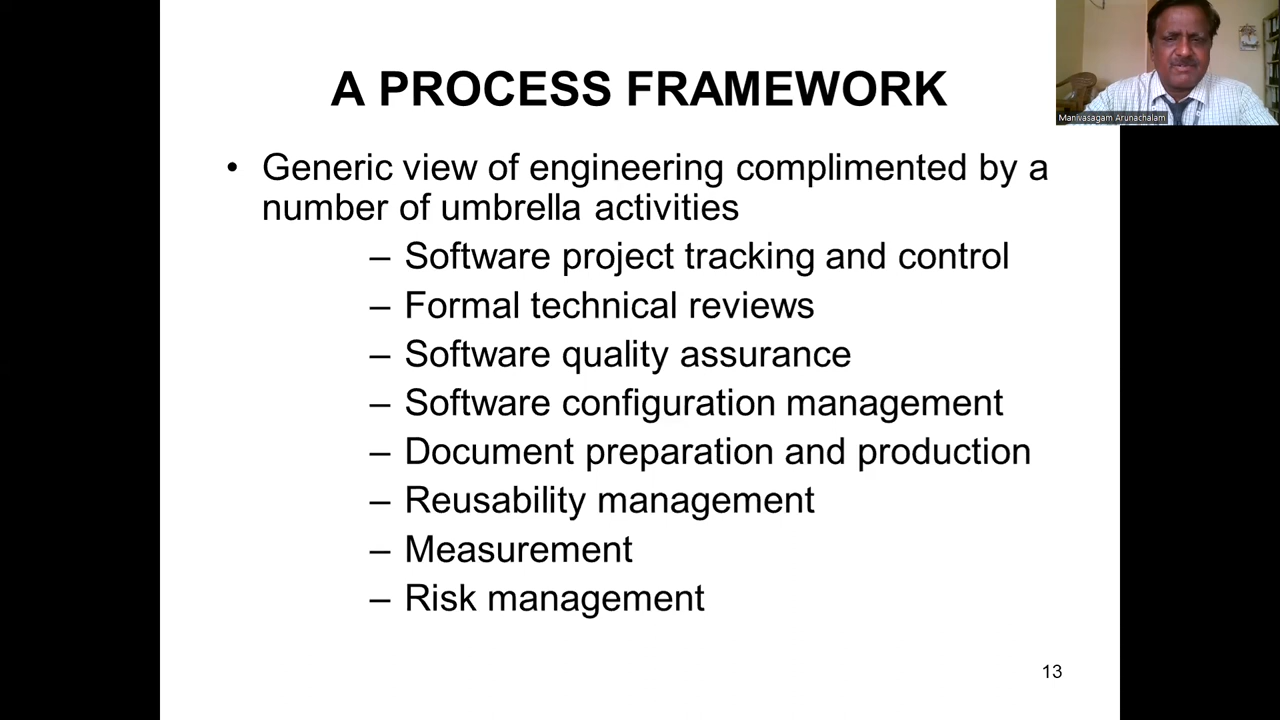 A PROCESS FRAMEWORK
Manivasagam Arunachalam
• Generic view of engineering complimented by a
number of umbrella activities
– Software project tracking and control
– Formal technical reviews
– Software quality assurance
– Software configuration management
– Document preparation and production
– Reusability management
– Measurement
– Risk management
13